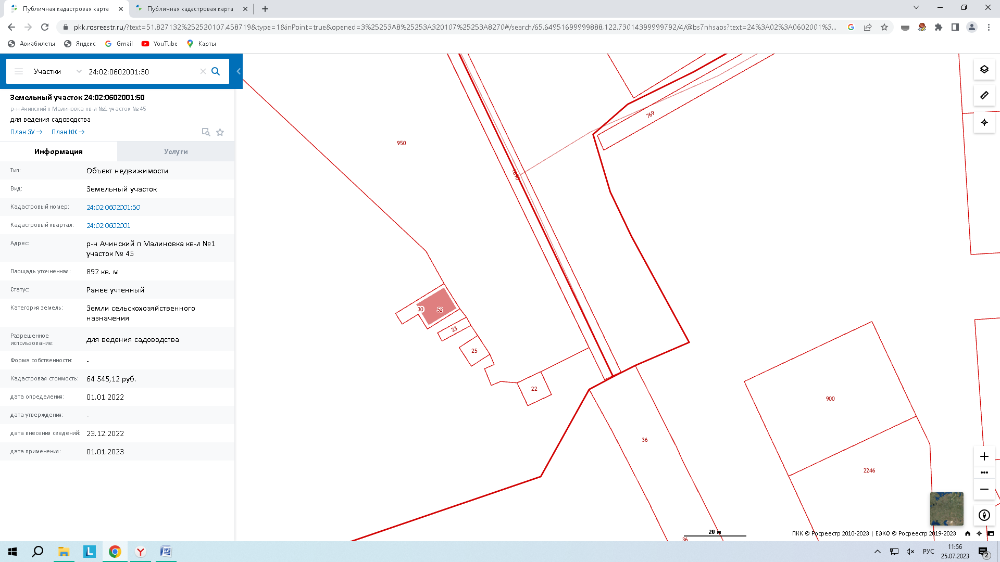 Публичная кадастровая карта
Публичная кадастровая карта
pkk.rosreestr.ru/?text=51.827132%252520107.458719&type=1&inPoint=true&opened=3%25253A8%25253A320107%25253A8270#/search/65.64951699999888,122.73014399999792/4/@bs7nhsaos?text=24%3A02%3A0602001%3...
Авиабилеты
Яндекс
Gmail
YouTube
Карты
Участки
24:02:0602001:50
Земельный участок 24:02:0602001:50
р-н Ачинский п Малиновка кв-л №1 участок № 45
для ведения садоводства
План ЗУ →
План КК →
Информация
Услуги
Тип:
Объект недвижимости
Вид:
Земельный участок
Кадастровый номер:
24:02:0602001:50
Кадастровый квартал:
24:02:0602001
Адрес:
р-н Ачинский п Малиновка кв-л №1
участок № 45
Площадь уточненная:
892 кв. м
Статус:
Ранее учтенный
Категория земель:
Земли сельскохозяйственного
назначения
Разрешенное
использование:
для ведения садоводства
Форма собственности:
-
Кадастровая стоимость:
64 545,12 руб.
дата определения:
01.01.2022
дата утверждения:
-
дата внесения сведений:
23.12.2022
дата применения:
01.01.2023
769
950
30
52
23
25
22
900
36
2246
36
20 м
ПКК © Росреестр 2010-2023 | ЕЭКО © Росреестр 2019-2023
РУС
11:56
25.07.2023
2